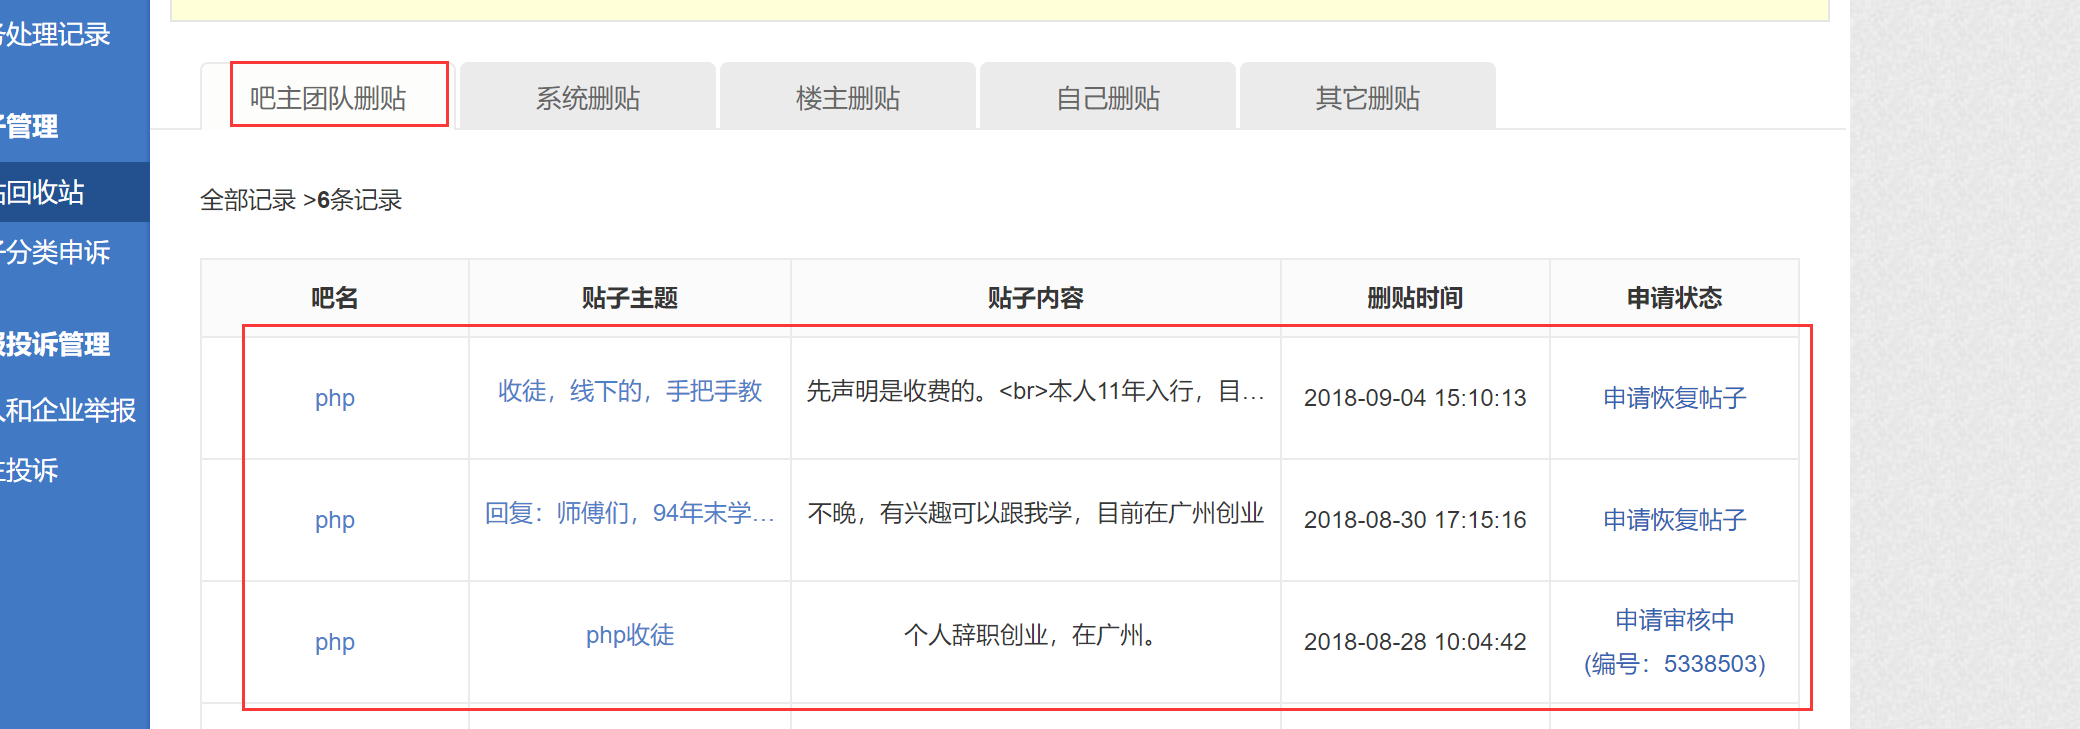 处理记录
管理
回收站
分类申诉
投诉管理
和企业举报
投诉
吧主团队删贴
系统删贴
楼主删贴
自己删贴
其它删贴
全部记录 >6条记录
吧名 贴子主题 贴子内容 删贴时间 申请状态
php 收徒，线下的，手把手教 先声明是收费的。<br>本人11年入行，目... 2018-09-04 15:10:13 申请恢复帖子
php 回复：师傅们，94年末学... 不晚，有兴趣可以跟我学，目前在广州创业 2018-08-30 17:15:16 申请恢复帖子
php php收徒 个人辞职创业，在广州。 2018-08-28 10:04:42 申请审核中
(编号：5338503)